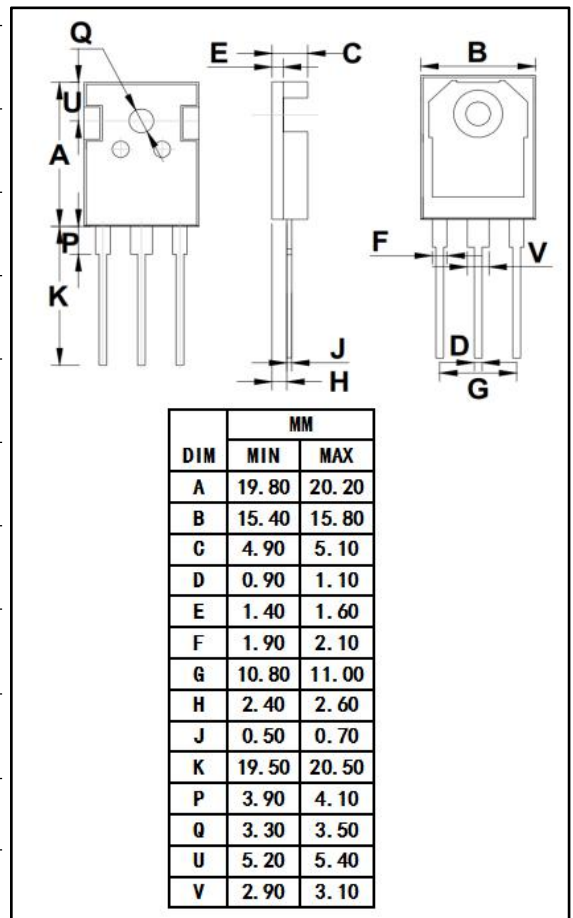 Q
E C B
U
A
P
F V
K
J D
H G
MM
DIM MIN MAX
A 19.80 20.20
B 15.40 15.80
C 4.90 5.10
D 0.90 1.10
E 1.40 1.60
F 1.90 2.10
G 10.80 11.00
H 2.40 2.60
J 0.50 0.70
K 19.50 20.50
P 3.90 4.10
Q 3.30 3.50
U 5.20 5.40
V 2.90 3.10